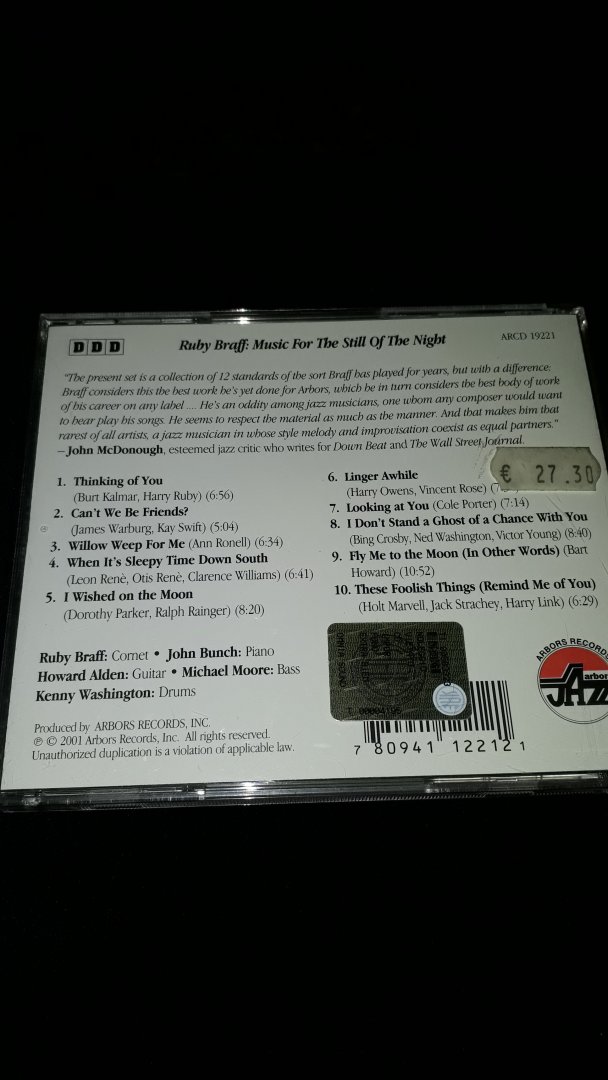 D D D
Ruby Braff: Music For The Still Of The Night
ARCD 19221
"The present set is a collection of 12 standards of the sort Braff has played for years, but with a difference;
Braff considers this the best work he's yet done for Arbors, which be in turn considers the best body of work
of his career on any label .... He's an oddity among jazz musicians, one whom any composer would want
to hear play his songs. He seems to respect the material as much as the manner. And that makes him that
rarest of all artists, a jazz musician in whose style melody and improvisation coexist as equal partners."
– John McDonough, esteemed jazz critic who writes for Down Beat and The Wall Street Journal.
€ 27.30
1. Thinking of You
(Burt Kalmar, Harry Ruby) (6:56)
2. Can't We Be Friends?
(James Warburg, Kay Swift) (5:04)
3. Willow Weep For Me (Ann Ronell) (6:34)
4. When It's Sleepy Time Down South
(Leon Renè, Otis Renè, Clarence Williams) (6:41)
5. I Wished on the Moon
(Dorothy Parker, Ralph Rainger) (8:20)
6. Linger Awhile
(Harry Owens, Vincent Rose)
7. Looking at You (Cole Porter) (7:14)
8. I Don't Stand a Ghost of a Chance With You
(Bing Crosby, Ned Washington, Victor Young) (8:40)
9. Fly Me to the Moon (In Other Words) (Bart
Howard) (10:52)
10. These Foolish Things (Remind Me of You)
(Holt Marvell, Jack Strachey, Harry Link) (6:29)
Ruby Braff: Cornet • John Bunch: Piano
Howard Alden: Guitar • Michael Moore: Bass
Kenny Washington: Drums
ARBORS RECORDS
arbors
JAZZ
Produced by ARBORS RECORDS, INC.
℗ © 2001 Arbors Records, Inc. All rights reserved.
Unauthorized duplication is a violation of applicable law.
7 80941 12212 1